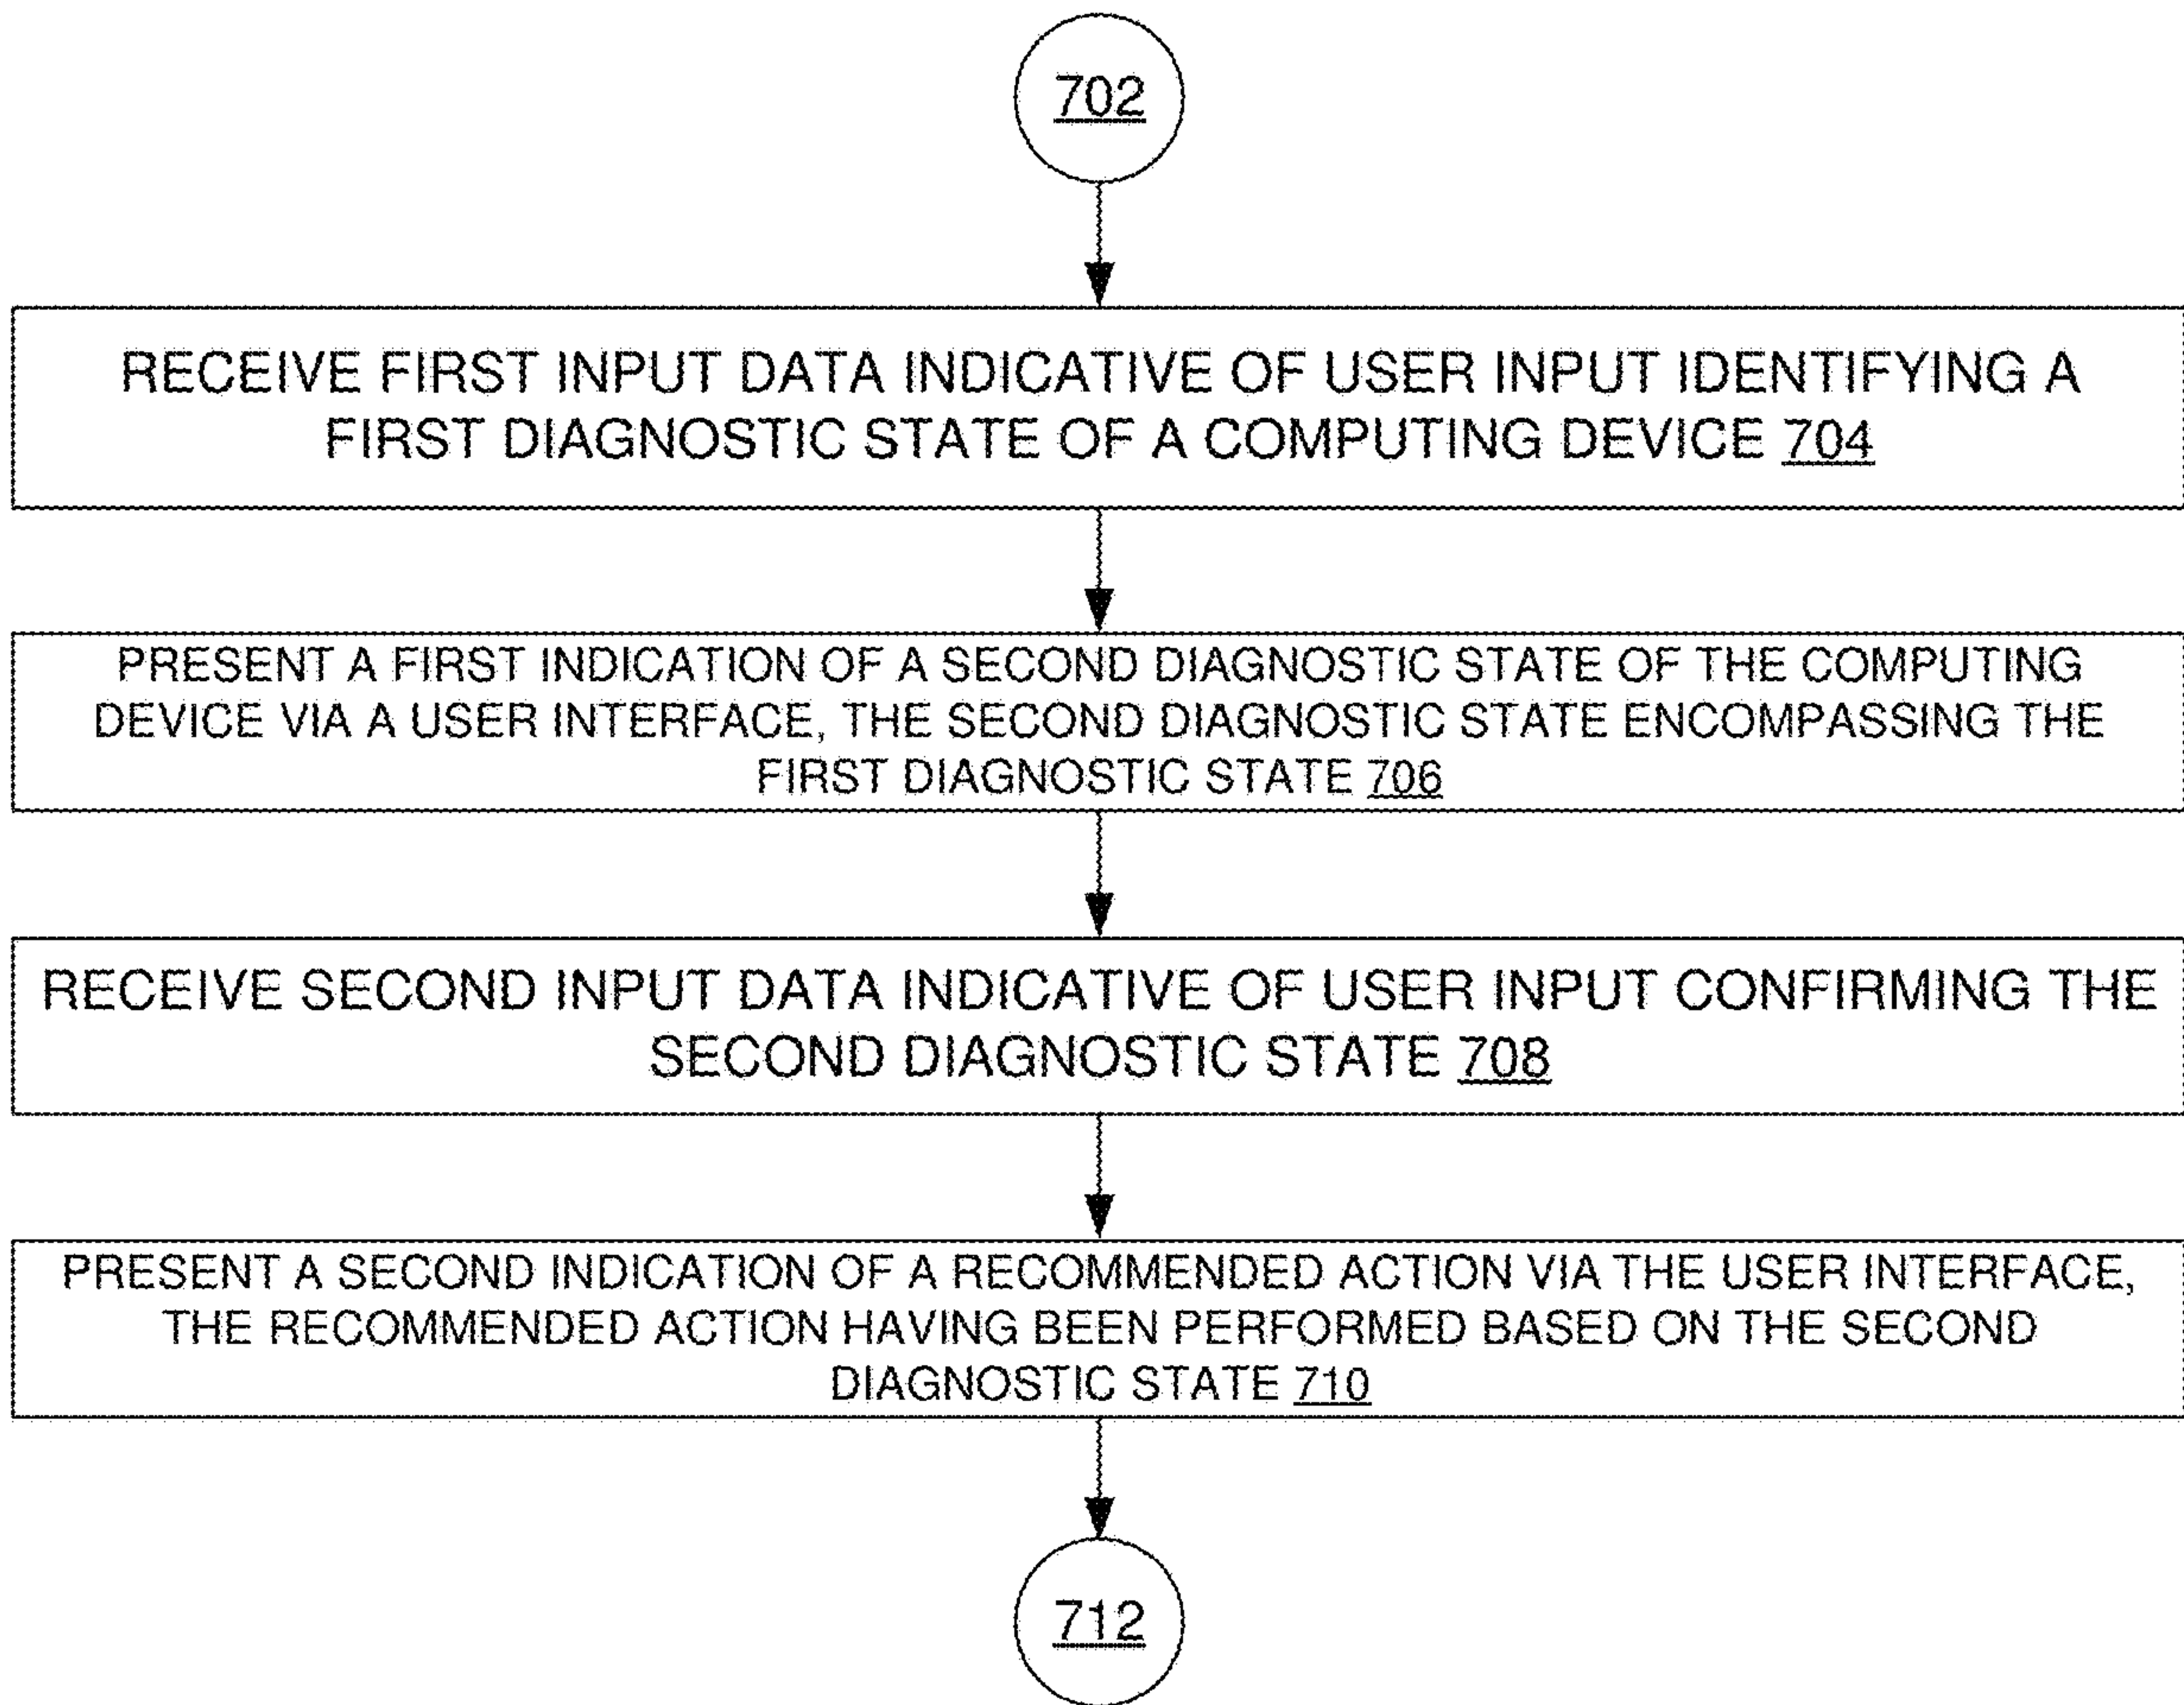 702
RECEIVE FIRST INPUT DATA INDICATIVE OF USER INPUT IDENTIFYING A
FIRST DIAGNOSTIC STATE OF A COMPUTING DEVICE 704
PRESENT A FIRST INDICATION OF A SECOND DIAGNOSTIC STATE OF THE COMPUTING
DEVICE VIA A USER INTERFACE, THE SECOND DIAGNOSTIC STATE ENCOMPASSING THE
FIRST DIAGNOSTIC STATE 706
RECEIVE SECOND INPUT DATA INDICATIVE OF USER INPUT CONFIRMING THE
SECOND DIAGNOSTIC STATE 708
PRESENT A SECOND INDICATION OF A RECOMMENDED ACTION VIA THE USER INTERFACE,
THE RECOMMENDED ACTION HAVING BEEN PERFORMED BASED ON THE SECOND
DIAGNOSTIC STATE 710
712